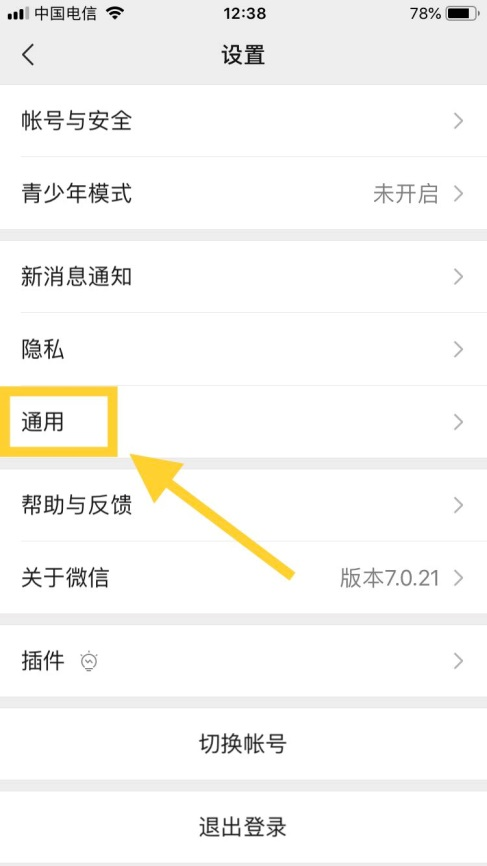 中国电信 12:38 78%
设置
帐号与安全
青少年模式 未开启
新消息通知
隐私
通用
帮助与反馈
关于微信 版本7.0.21
插件
切换帐号
退出登录